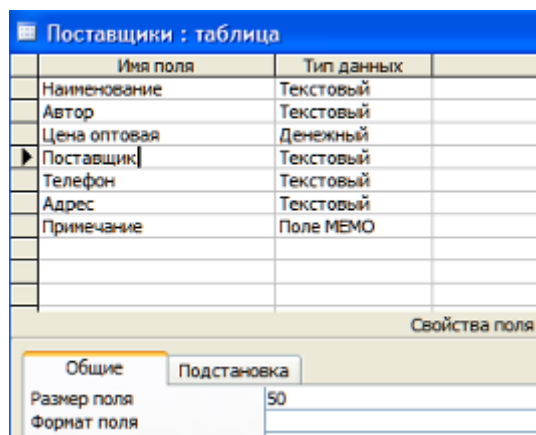 Поставщики : таблица
Имя поля Тип данных
Наименование Текстовый
Автор Текстовый
Цена оптовая Денежный
Поставщик Текстовый
Телефон Текстовый
Адрес Текстовый
Примечание Поле МЕМО
Свойства поля
Общие Подстановка
Размер поля 50
Формат поля